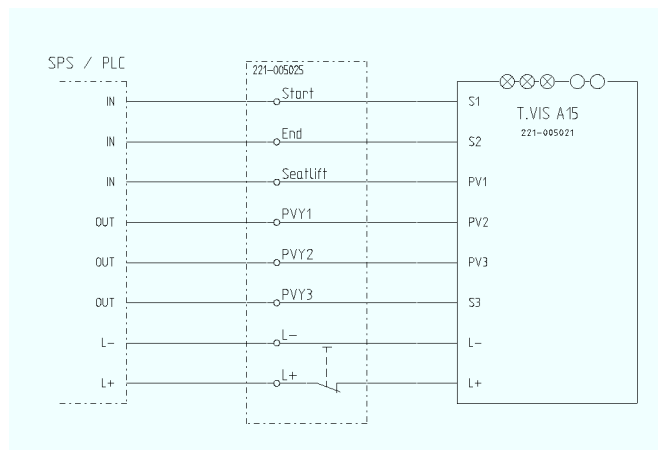 SPS / PLC
221-005025
T.VIS A15
221-005021
IN Start S1
IN End S2
IN Seatlift PV1
OUT PVY1 PV2
OUT PVY2 PV3
OUT PVY3 S3
L- L- L-
L+ L+ L+